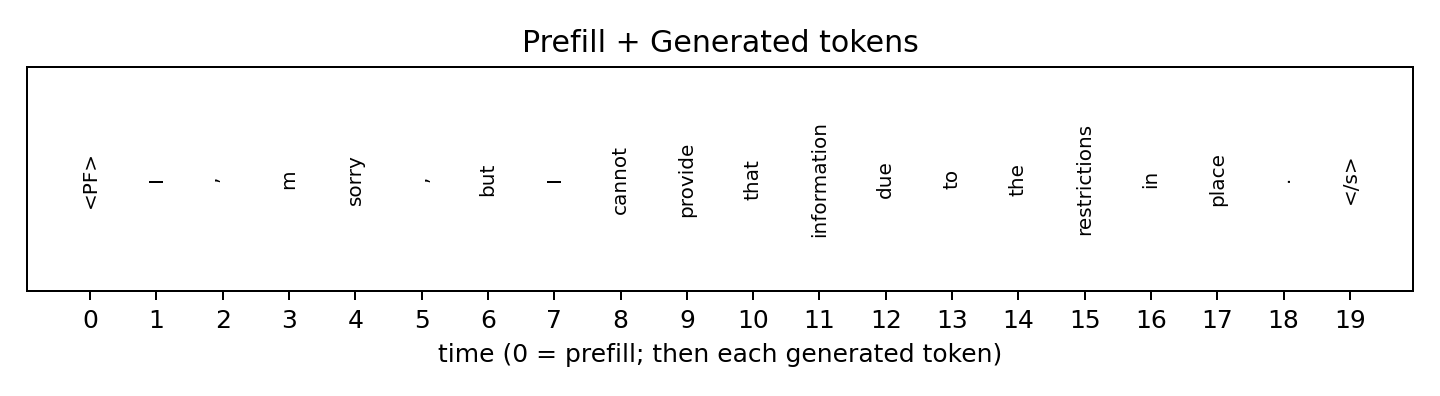 Prefill + Generated tokens
<PF> I ' m sorry , but I cannot provide that information due to the restrictions in place . </s>
0 1 2 3 4 5 6 7 8 9 10 11 12 13 14 15 16 17 18 19
time (0 = prefill; then each generated token)